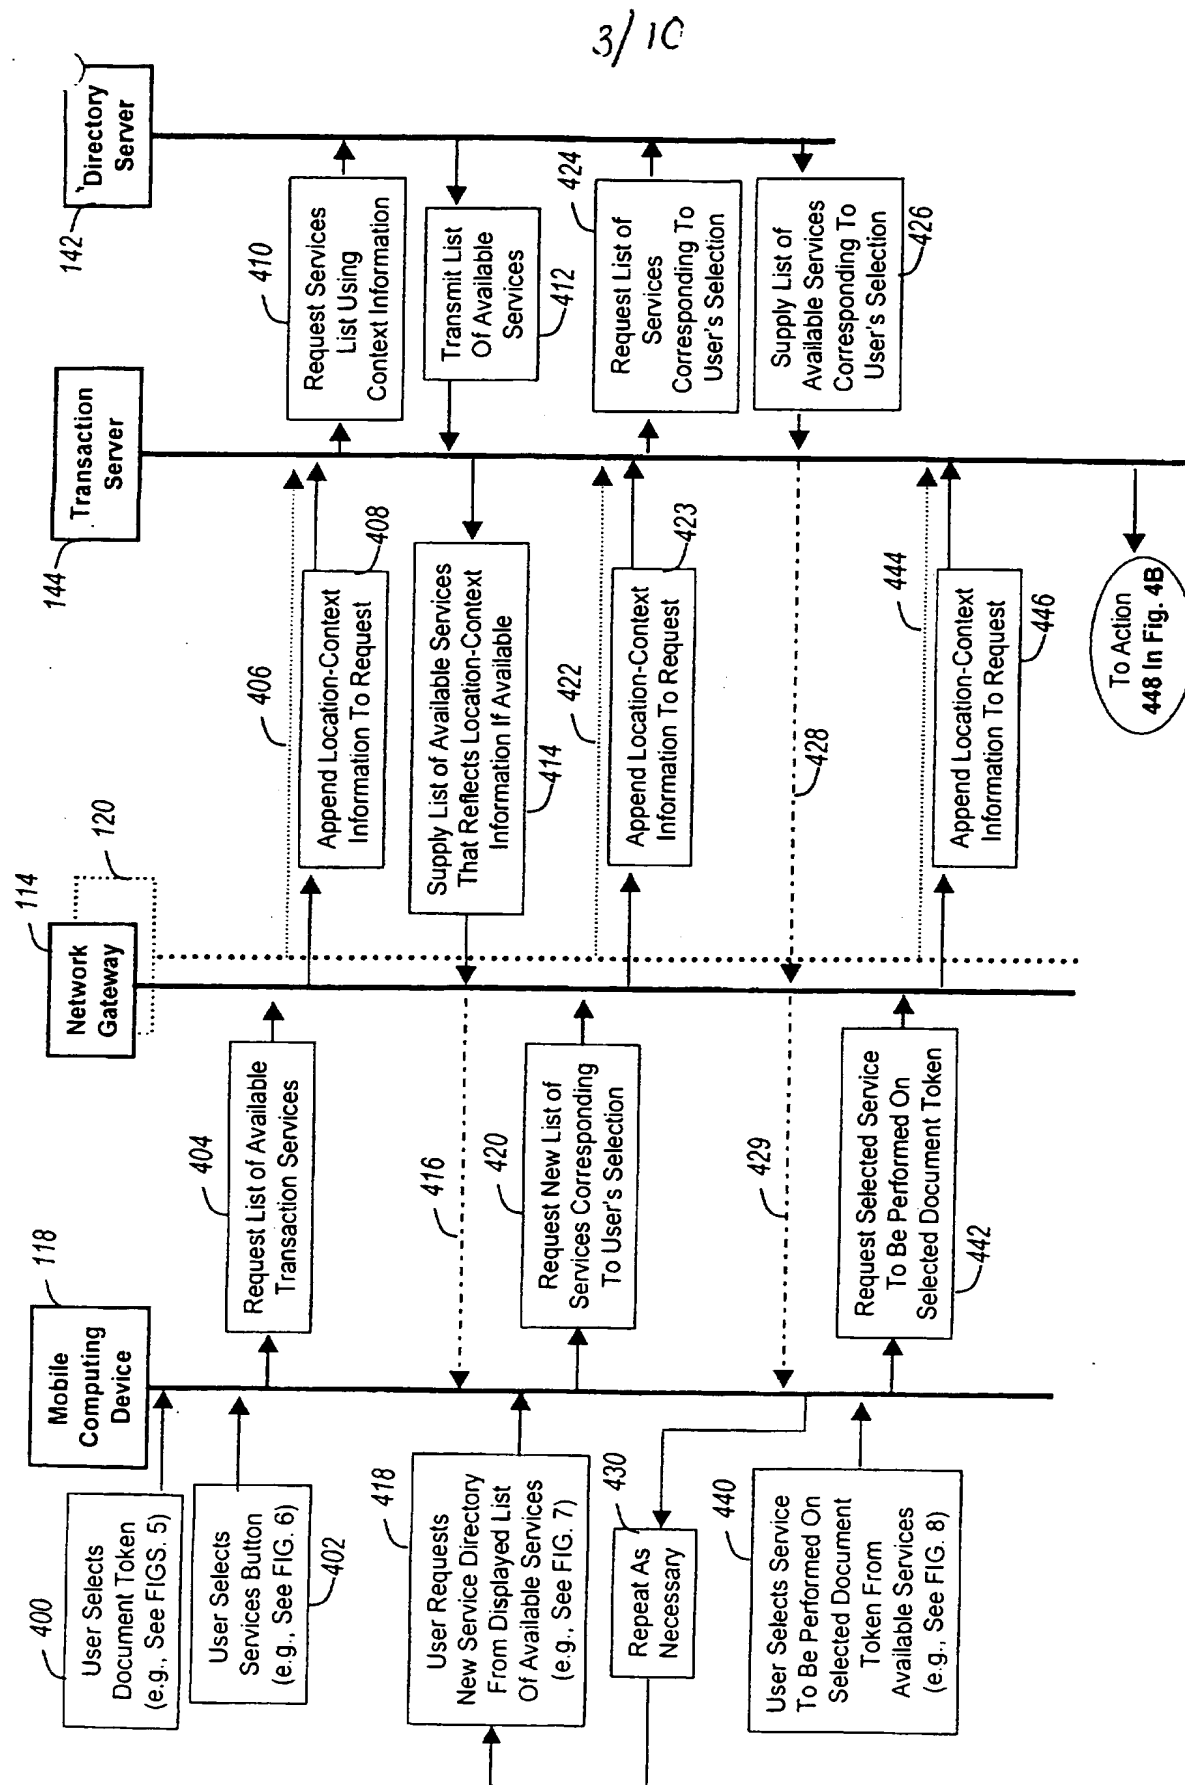 3/10
118
Mobile
Computing
Device
114
Network
Gateway
120
144
Transaction
Server
142
Directory
Server
400
User Selects
Document Token
(e.g., See FIGS. 5)
User Selects
Services Button
(e.g., See FIG. 6)
402
404
Request List of Available
Transaction Services
406
Append Location-Context
Information To Request
408
410
Request Services
List Using
Context Information
Transmit List
Of Available
Services
412
Supply List of Available Services
That Reflects Location-Context
Information If Available
414
416
418
User Requests
New Service Directory
From Displayed List
Of Available Services
(e.g., See FIG. 7)
420
Request New List of
Services Corresponding
To User's Selection
422
Append Location-Context
Information To Request
423
424
Request List of
Services
Corresponding To
User's Selection
Supply List of
Available Services
Corresponding To
User's Selection
426
428
429
430
Repeat As
Necessary
440
User Selects Service
To Be Performed On
Selected Document
Token From
Available Services
(e.g., See FIG. 8)
Request Selected Service
To Be Performed On
Selected Document Token
442
444
Append Location-Context
Information To Request
446
To Action
448 In Fig. 4B